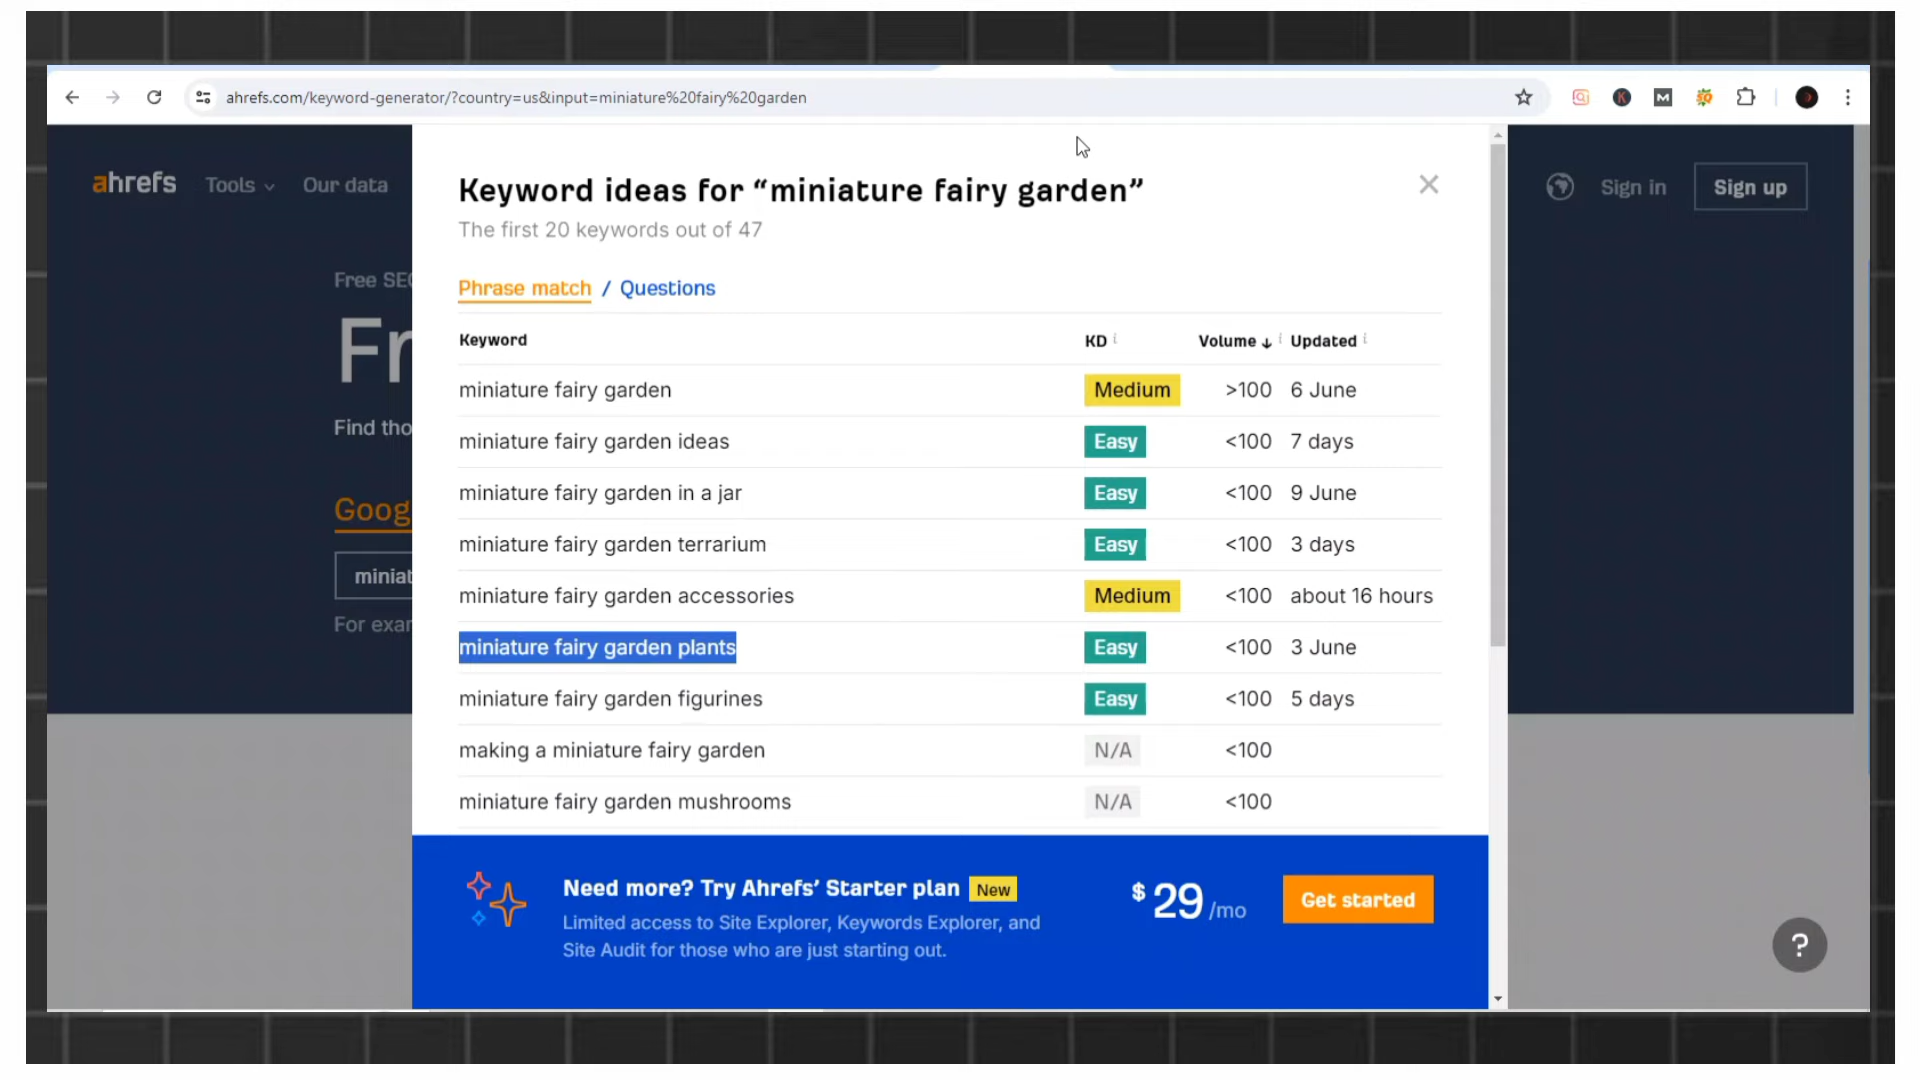 ahrefs.com/keyword-generator/?country=us&input=miniature%20fairy%20garden
ahrefs Tools Our data Sign in Sign up
Keyword ideas for “miniature fairy garden”
The first 20 keywords out of 47
Free SEO
Fr
Find tho
Goog
miniat
For exam
Phrase match / Questions
Keyword KD i Volume ↓ i Updated i
miniature fairy garden Medium >100 6 June
miniature fairy garden ideas Easy <100 7 days
miniature fairy garden in a jar Easy <100 9 June
miniature fairy garden terrarium Easy <100 3 days
miniature fairy garden accessories Medium <100 about 16 hours
miniature fairy garden plants Easy <100 3 June
miniature fairy garden figurines Easy <100 5 days
making a miniature fairy garden N/A <100
miniature fairy garden mushrooms N/A <100
Need more? Try Ahrefs’ Starter plan New
Limited access to Site Explorer, Keywords Explorer, and
Site Audit for those who are just starting out.
$29/mo
Get started
?